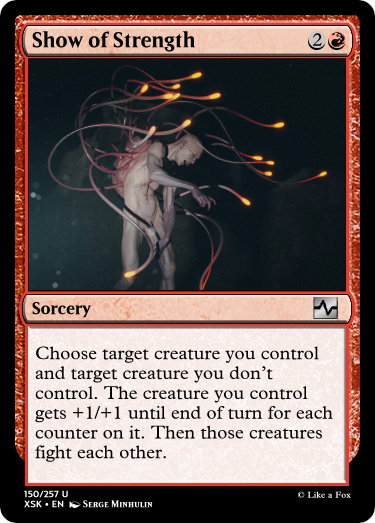 Show of Strength 2
Sorcery
Choose target creature you control
and target creature you don't
control. The creature you control
gets +1/+1 until end of turn for each
counter on it. Then those creatures
fight each other.
150/257 U
XSK • EN Serge Minhulin
© Like a Fox